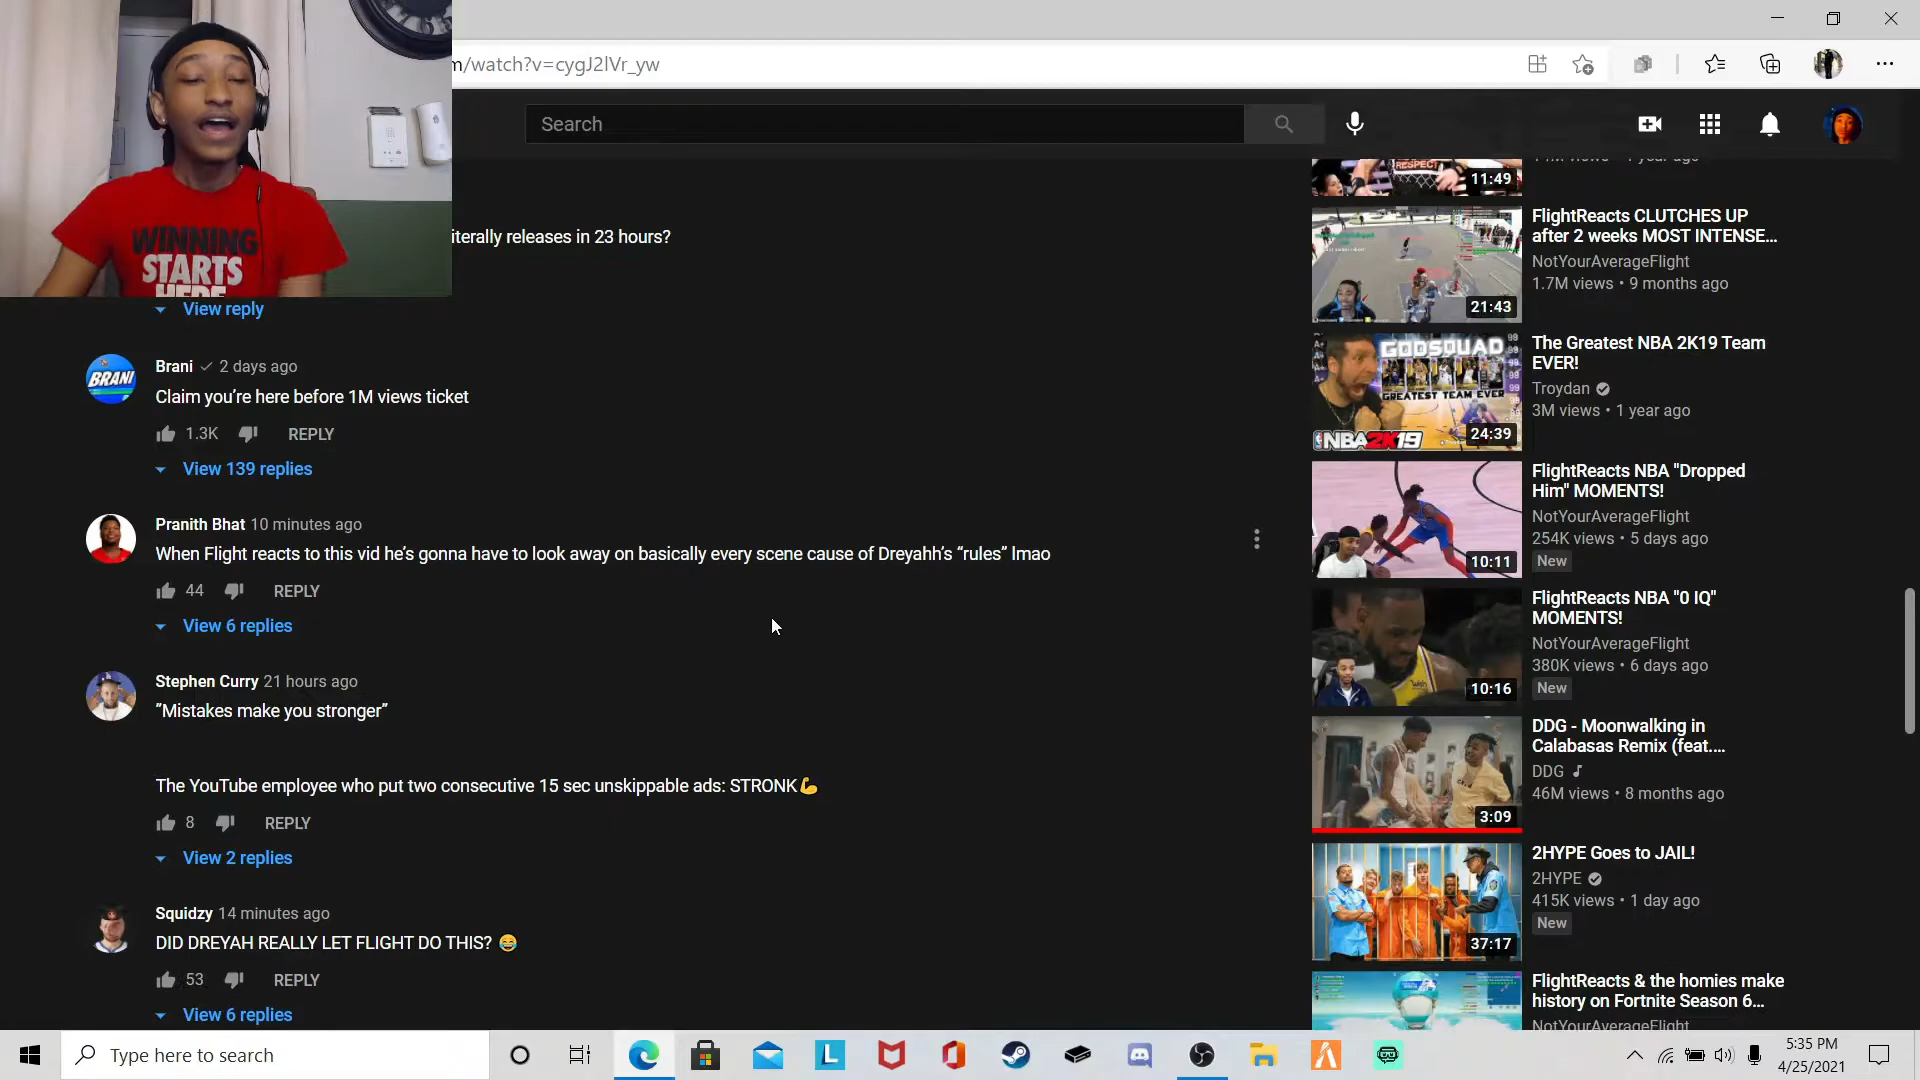 m/watch?v=cygJ2lVr_yw
Search
WINNING
STARTS
HERE
iterally releases in 23 hours?
View reply
Brani 2 days ago
Claim you’re here before 1M views ticket
1.3K REPLY
View 139 replies
Pranith Bhat 10 minutes ago
When Flight reacts to this vid he’s gonna have to look away on basically every scene cause of Dreyahh’s “rules” lmao
44 REPLY
View 6 replies
Stephen Curry 21 hours ago
“Mistakes make you stronger”
The YouTube employee who put two consecutive 15 sec unskippable ads: STRONK💪
8 REPLY
View 2 replies
Squidzy 14 minutes ago
DID DREYAH REALLY LET FLIGHT DO THIS? 😂
53 REPLY
View 6 replies
RESPECT
11:49
FlightReacts CLUTCHES UP
after 2 weeks MOST INTENSE...
NotYourAverageFlight
1.7M views • 9 months ago
21:43
The Greatest NBA 2K19 Team
EVER!
Troydan
3M views • 1 year ago
GODSQUAD
GREATEST TEAM EVER
NBA2K19
24:39
FlightReacts NBA "Dropped
Him" MOMENTS!
NotYourAverageFlight
254K views • 5 days ago
New
10:11
FlightReacts NBA "0 IQ"
MOMENTS!
NotYourAverageFlight
380K views • 6 days ago
New
10:16
DDG - Moonwalking in
Calabasas Remix (feat....
DDG
46M views • 8 months ago
3:09
2HYPE Goes to JAIL!
2HYPE
415K views • 1 day ago
New
37:17
FlightReacts & the homies make
history on Fortnite Season 6...
NotYourAverageFlight
Type here to search
5:35 PM
4/25/2021